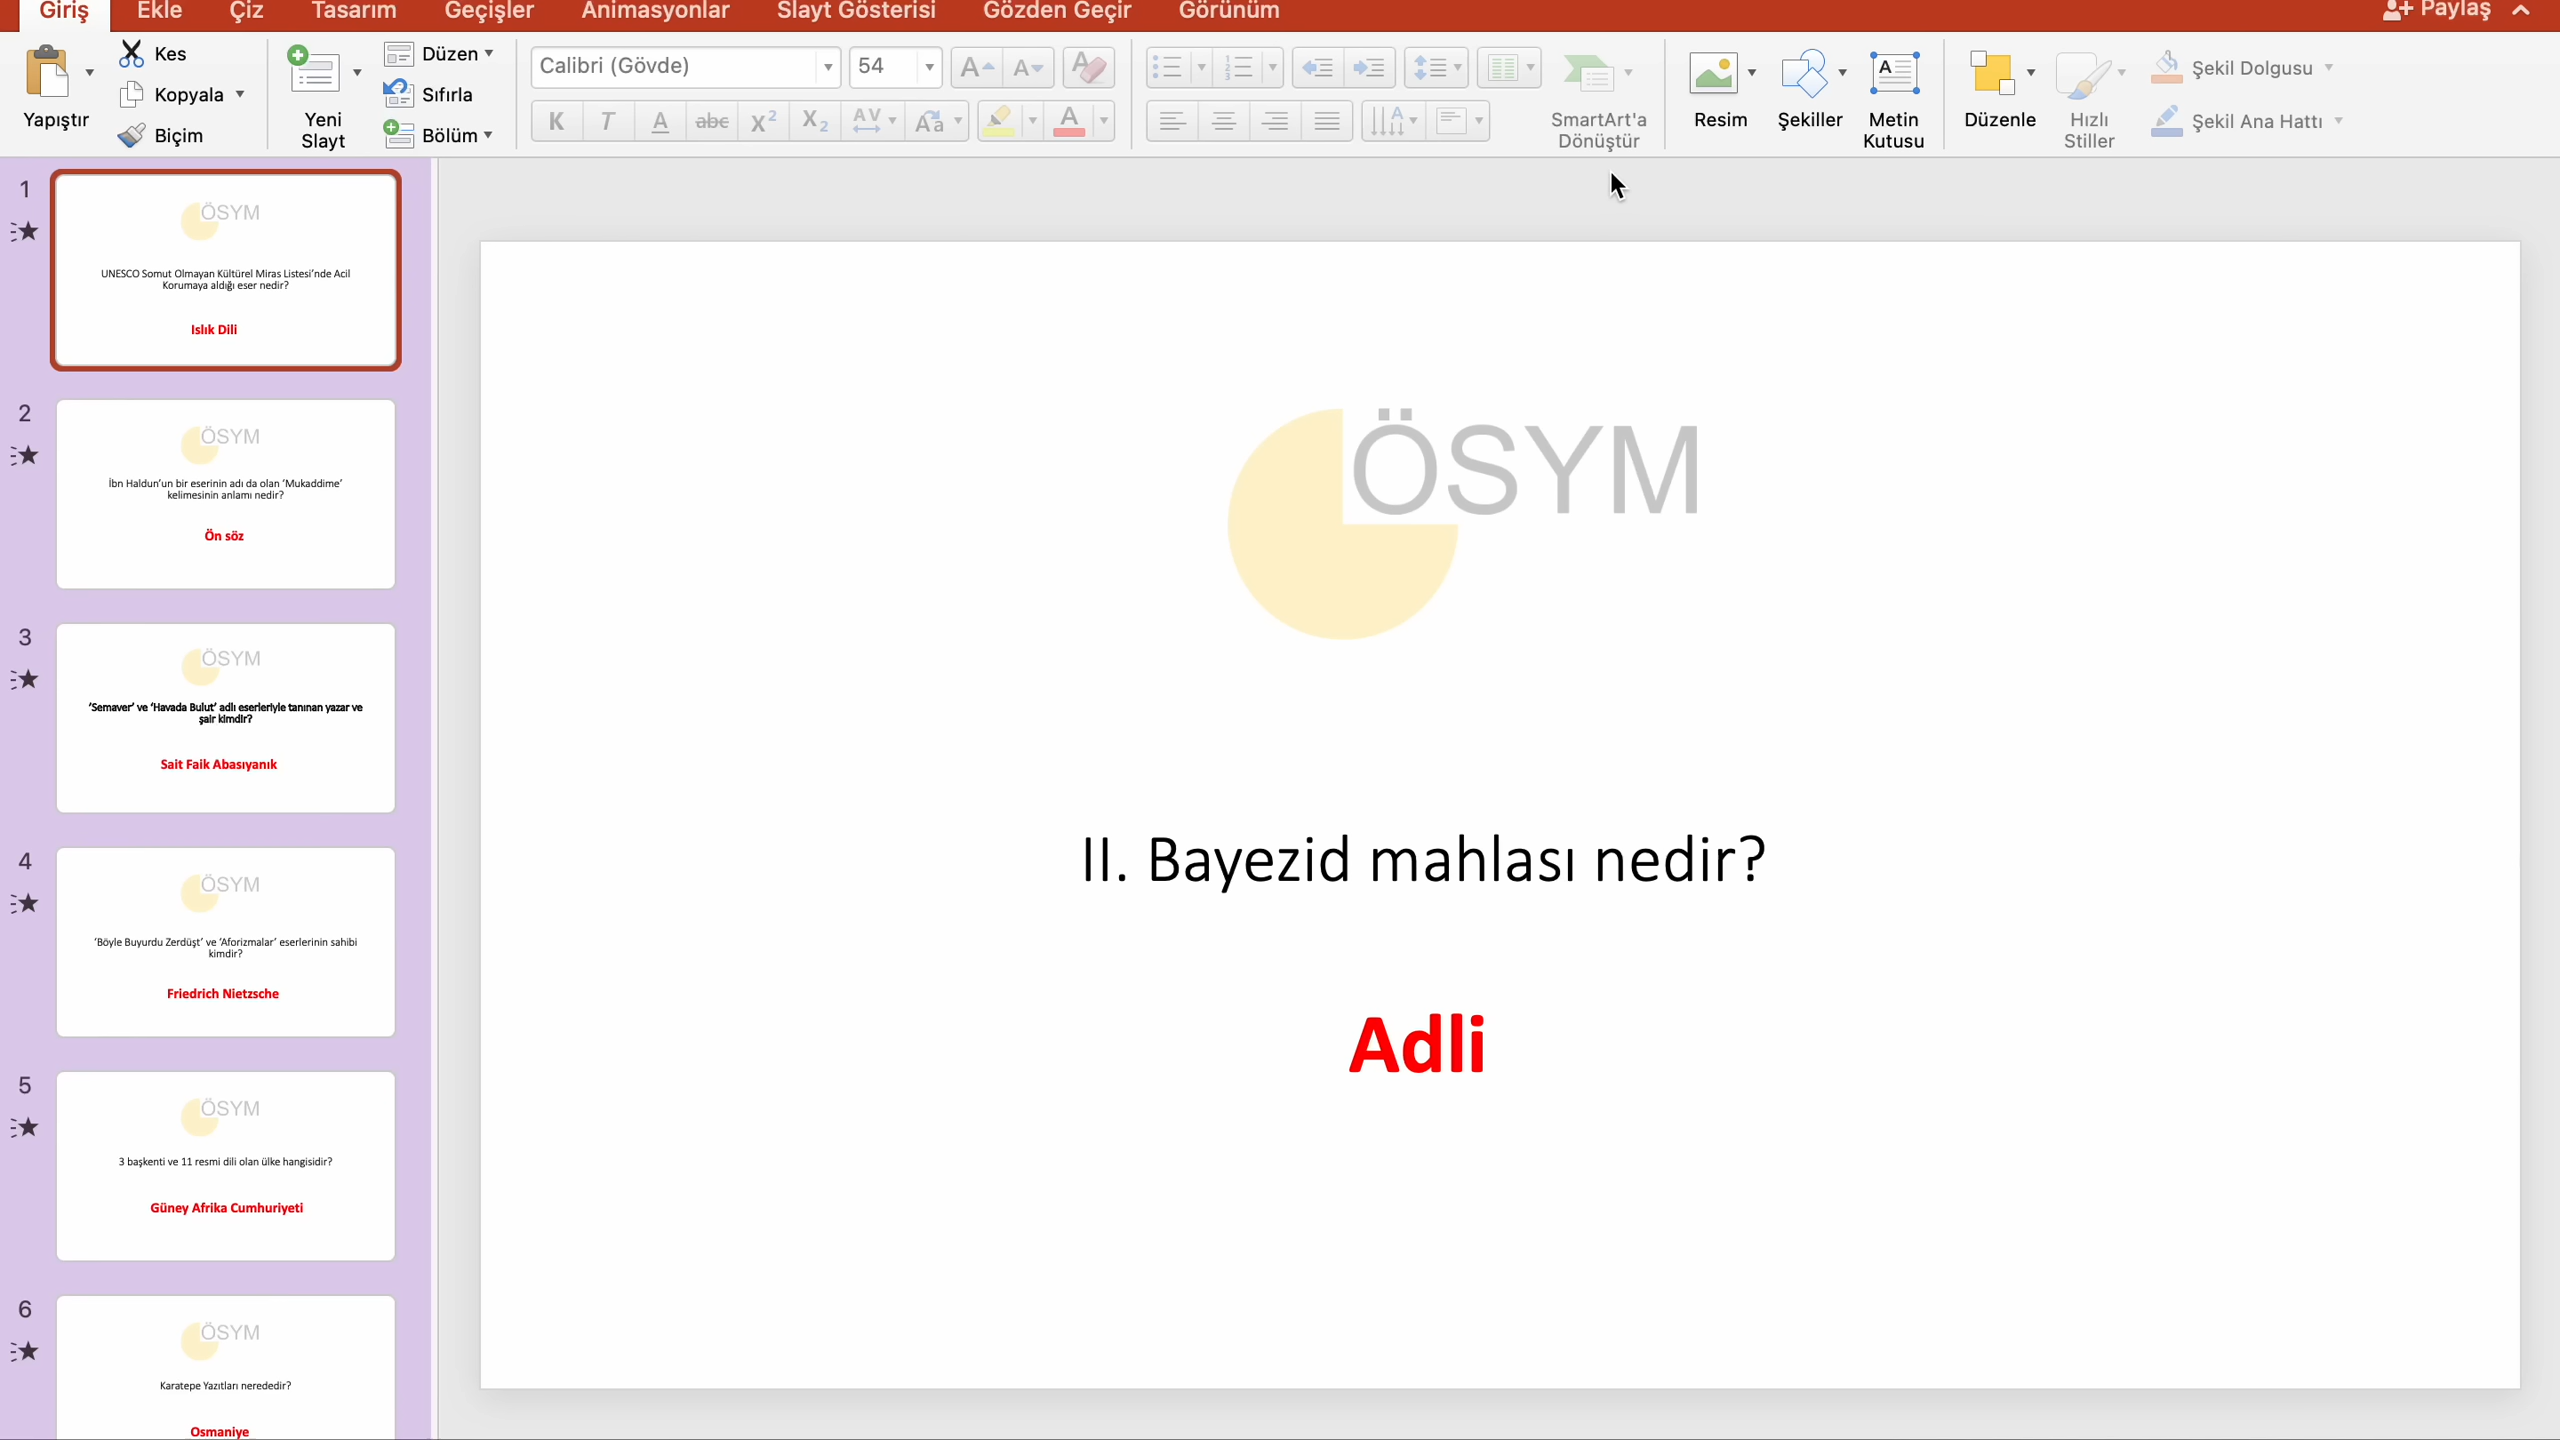 Giriş Ekle Çiz Tasarım Geçişler Animasyonlar Slayt Gösterisi Gözden Geçir Görünüm Paylaş
Yapıştır
Kes
Kopyala
Biçim
Yeni
Slayt
Düzen
Sıfırla
Bölüm
Calibri (Gövde) 54
K T A abc X² X₂ AV Aa A
SmartArt'a
Dönüştür
Resim
Şekiller
Metin
Kutusu
Düzenle
Hızlı
Stiller
Şekil Dolgusu
Şekil Ana Hattı
1
ÖSYM
UNESCO Somut Olmayan Kültürel Miras Listesi’nde Acil
Korumaya aldığı eser nedir?
Islık Dili
2
ÖSYM
İbn Haldun’un bir eserinin adı da olan ‘Mukaddime’
kelimesinin anlamı nedir?
Ön söz
3
ÖSYM
‘Semaver’ ve ‘Havada Bulut’ adlı eserleriyle tanınan yazar ve
şair kimdir?
Sait Faik Abasıyanık
4
ÖSYM
‘Böyle Buyurdu Zerdüşt’ ve ‘Aforizmalar’ eserlerinin sahibi
kimdir?
Friedrich Nietzsche
5
ÖSYM
3 başkenti ve 11 resmi dili olan ülke hangisidir?
Güney Afrika Cumhuriyeti
6
ÖSYM
Karatepe Yazıtları nerededir?
Osmaniye
ÖSYM
II. Bayezid mahlası nedir?
Adli